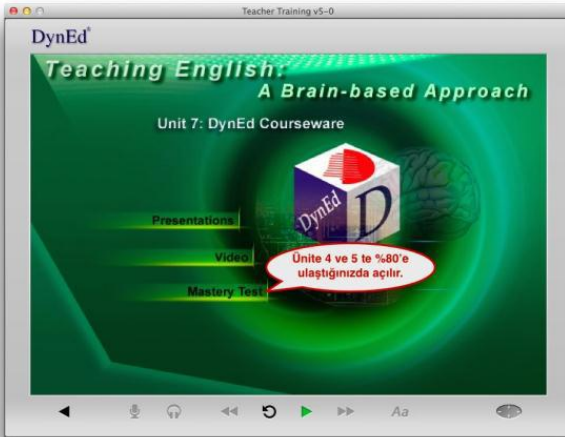 Teacher Training v5-0
DynEd®
Teaching English:
A Brain-based Approach
Unit 7: DynEd Courseware
DynEd
D
Presentations
Video
Ünite 4 ve 5 te %80'e
ulaştığınızda açılır.
Mastery Test
Aa